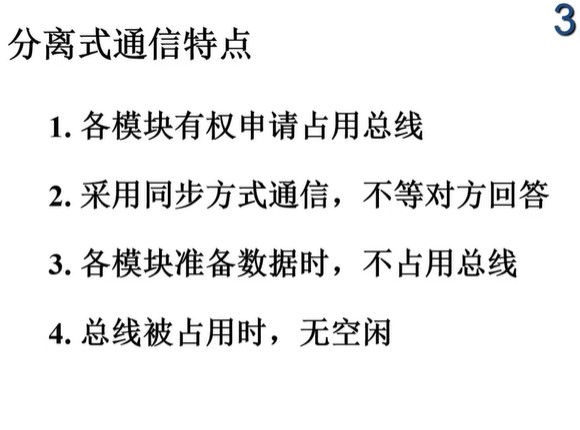 3
分离式通信特点
1. 各模块有权申请占用总线
2. 采用同步方式通信，不等对方回答
3. 各模块准备数据时，不占用总线
4. 总线被占用时，无空闲